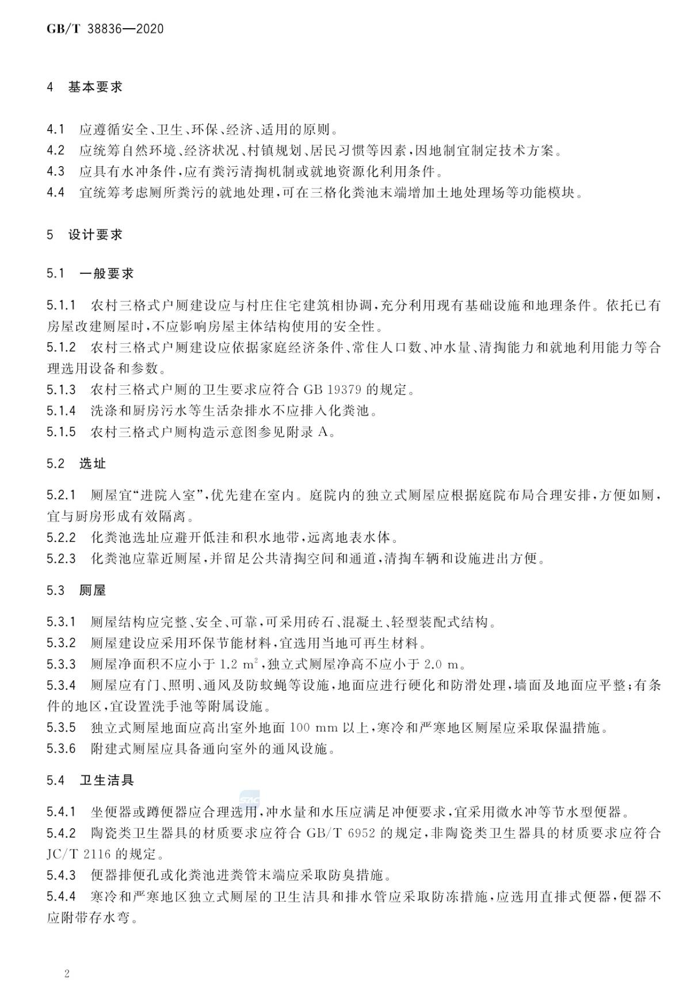 GB/T 38836—2020
4 基本要求
4.1 应遵循安全、卫生、环保、经济、适用的原则。
4.2 应统筹自然环境、经济状况、村镇规划、居民习惯等因素,因地制宜制定技术方案。
4.3 应具有水冲条件,应有粪污清掏机制或就地资源化利用条件。
4.4 宜统筹考虑厕所粪污的就地处理,可在三格化粪池末端增加土地处理场等功能模块。
5 设计要求
5.1 一般要求
5.1.1 农村三格式户厕建设应与村庄住宅建筑相协调,充分利用现有基础设施和地理条件。依托已有
房屋改建厕屋时,不应影响房屋主体结构使用的安全性。
5.1.2 农村三格式户厕建设应依据家庭经济条件、常住人口数、冲水量、清掏能力和就地利用能力等合
理选用设备和参数。
5.1.3 农村三格式户厕的卫生要求应符合 GB 19379 的规定。
5.1.4 洗涤和厨房污水等生活杂排水不应排入化粪池。
5.1.5 农村三格式户厕构造示意图参见附录 A。
5.2 选址
5.2.1 厕屋宜“进院入室”,优先建在室内。庭院内的独立式厕屋应根据庭院布局合理安排,方便如厕,
宜与厨房形成有效隔离。
5.2.2 化粪池选址应避开低洼和积水地带,远离地表水体。
5.2.3 化粪池应靠近厕屋,并留足公共清掏空间和通道,清掏车辆和设施进出方便。
5.3 厕屋
5.3.1 厕屋结构应完整、安全、可靠,可采用砖石、混凝土、轻型装配式结构。
5.3.2 厕屋建设应采用环保节能材料,宜选用当地可再生材料。
5.3.3 厕屋净面积不应小于 1.2 m²,独立式厕屋净高不应小于 2.0 m。
5.3.4 厕屋应有门、照明、通风及防蚊蝇等设施,地面应进行硬化和防滑处理,墙面及地面应平整;有条
件的地区,宜设置洗手池等附属设施。
5.3.5 独立式厕屋地面应高出室外地面 100 mm 以上,寒冷和严寒地区厕屋应采取保温措施。
5.3.6 附建式厕屋应具备通向室外的通风设施。
5.4 卫生洁具
SZIC
5.4.1 坐便器或蹲便器应合理选用,冲水量和水压应满足冲便要求,宜采用微水冲等节水型便器。
5.4.2 陶瓷类卫生器具的材质要求应符合 GB/T 6952 的规定,非陶瓷类卫生器具的材质要求应符合
JC/T 2116 的规定。
5.4.3 便器排便孔或化粪池进粪管末端应采取防臭措施。
5.4.4 寒冷和严寒地区独立式厕屋的卫生洁具和排水管应采取防冻措施,应选用直排式便器,便器不
应附带存水弯。
2